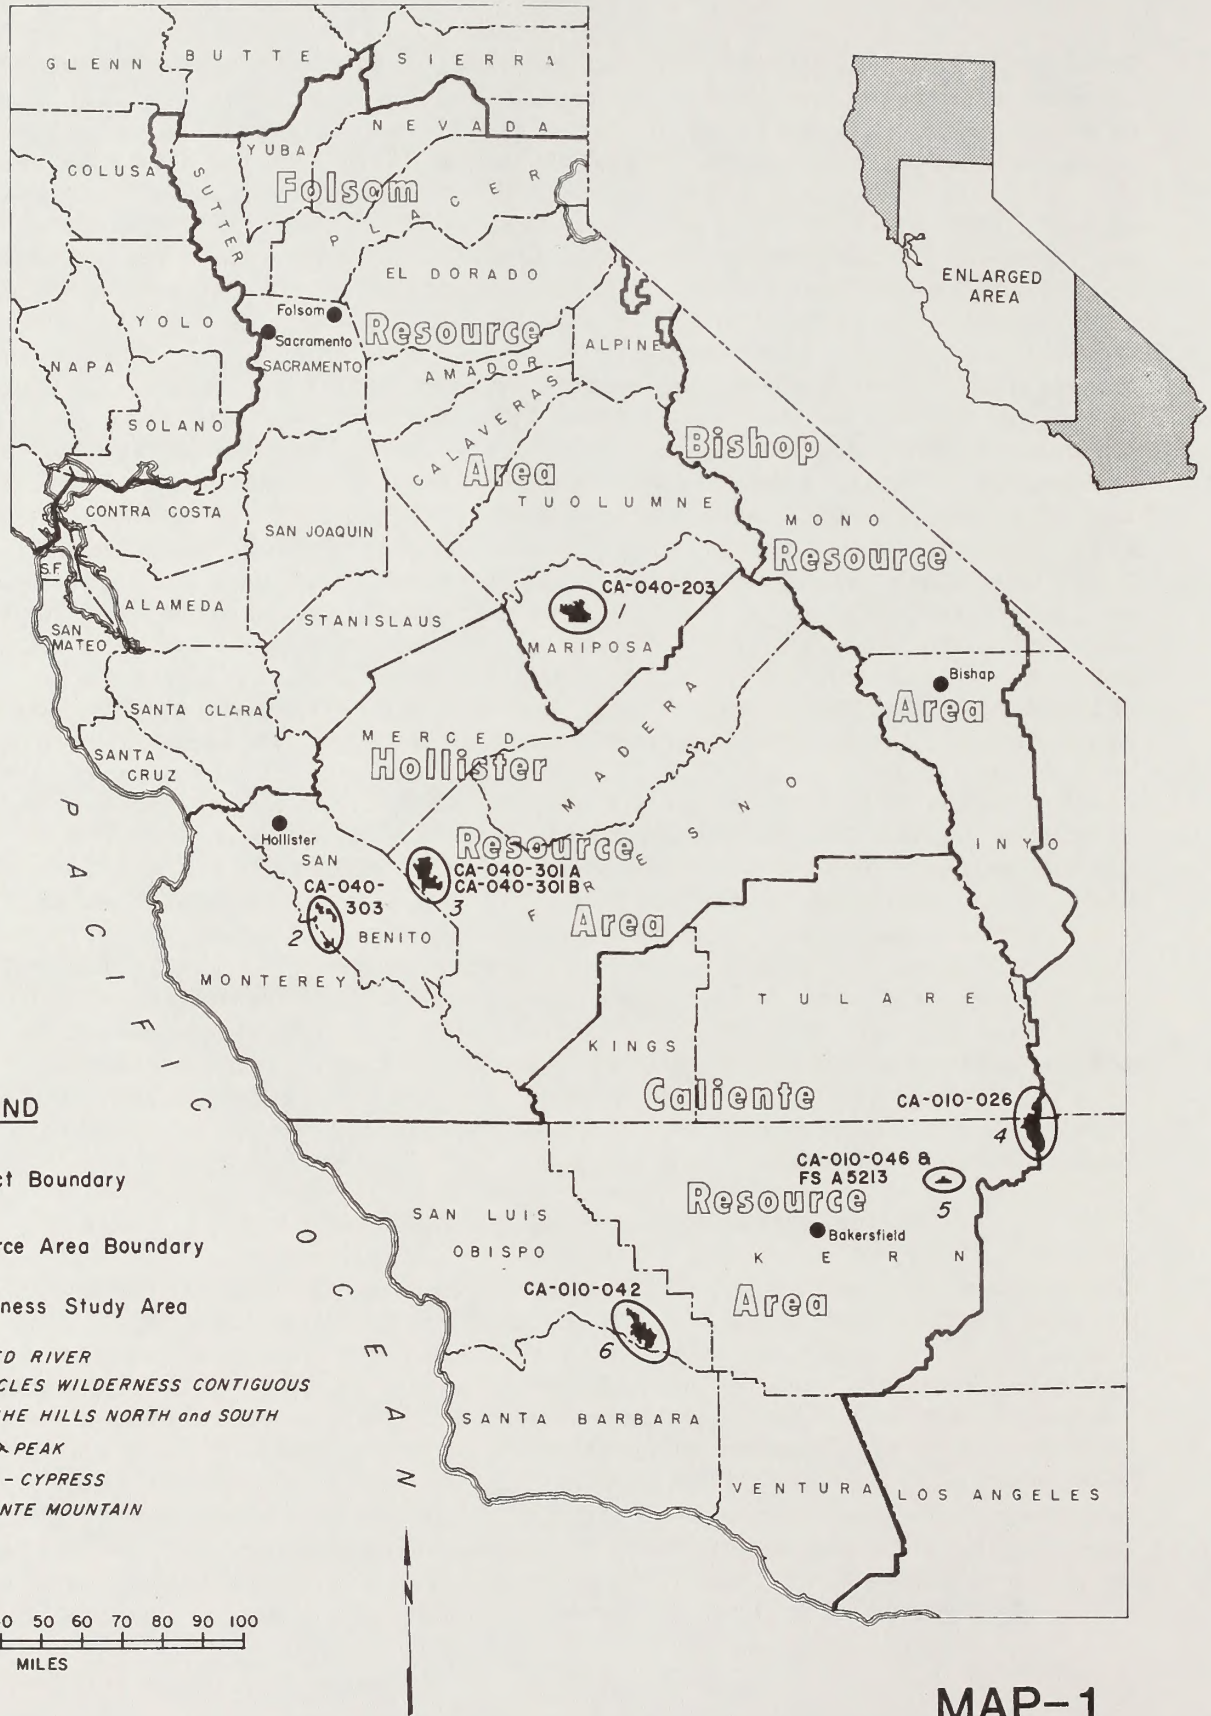 GLENN
BUTTE
SIERRA
NEVADA
YUBA
COLUSA
SUTTER
Folsom
PLACER
EL DORADO
ENLARGED
AREA
YOLO
Folsom
Sacramento
Resource
SACRAMENTO
ALPINE
NAPA
AMADOR
SOLANO
CALAVERAS
Bishop
Area
TUOLUMNE
CONTRA COSTA
SAN JOAQUIN
MONO
Resource
S.F.
CA-040-203
1
ALAMEDA
STANISLAUS
SAN
MATEO
MARIPOSA
Bishap
SANTA CLARA
Area
MERCED
MADERA
SANTA
CRUZ
Hollister
FRESNO
Hollister
Resource
INYO
SAN
CA-040-301A
CA-040-301B
3
CA-040-
303
2
BENITO
Area
MONTEREY
TULARE
PACIFIC
KINGS
Caliente
CA-010-026
4
ND
CA-010-046 &
FS A5213
5
ct Boundary
Resource
SAN LUIS
OBISPO
Bakersfield
KERN
rce Area Boundary
OCEAN
CA-010-042
6
Area
ness Study Area
ED RIVER
CLES WILDERNESS CONTIGUOUS
HE HILLS NORTH and SOUTH
PEAK
- CYPRESS
NTE MOUNTAIN
SANTA BARBARA
VENTURA
LOS ANGELES
N
0 50 60 70 80 90 100
MILES
MAP-1